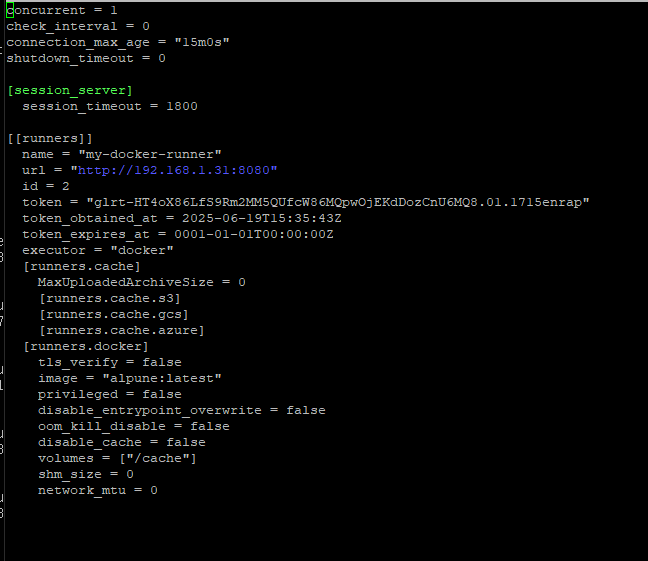 concurrent = 1
check_interval = 0
connection_max_age = "15m0s"
shutdown_timeout = 0
[session_server]
session_timeout = 1800
[[runners]]
name = "my-docker-runner"
url = "http://192.168.1.31:8080"
id = 2
token = "glrt-HT4oX86LfS9Rm2MM5QUfcW86MQpwOjEKdDozCnU6MQ8.01.1715enrap"
token_obtained_at = 2025-06-19T15:35:43Z
token_expires_at = 0001-01-01T00:00:00Z
executor = "docker"
[runners.cache]
MaxUploadedArchiveSize = 0
[runners.cache.s3]
[runners.cache.gcs]
[runners.cache.azure]
[runners.docker]
tls_verify = false
image = "alpune:latest"
privileged = false
disable_entrypoint_overwrite = false
oom_kill_disable = false
disable_cache = false
volumes = ["/cache"]
shm_size = 0
network_mtu = 0